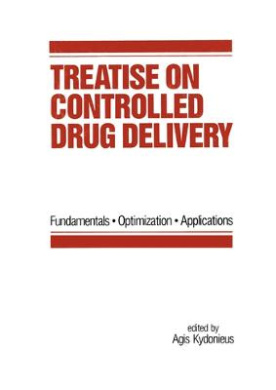 TREATISE ON
CONTROLLED
DRUG DELIVERY
Fundamentals • Optimization • Applications
edited by
Agis Kydonieus